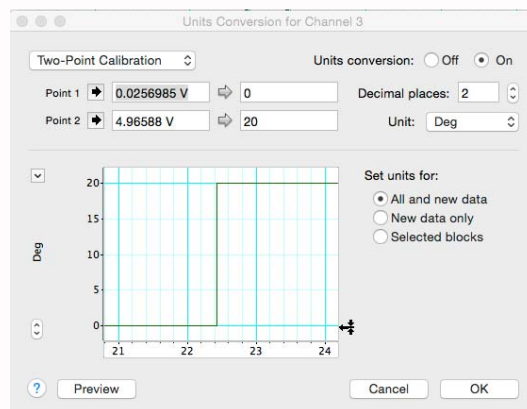 Units Conversion for Channel 3
Two-Point Calibration
Units conversion: Off On
Point 1 0.0256985 V 0 Decimal places: 2
Point 2 4.96588 V 20 Unit: Deg
Set units for:
All and new data
New data only
Selected blocks
Deg
20
15
10
5
0
21 22 23 24
? Preview Cancel OK